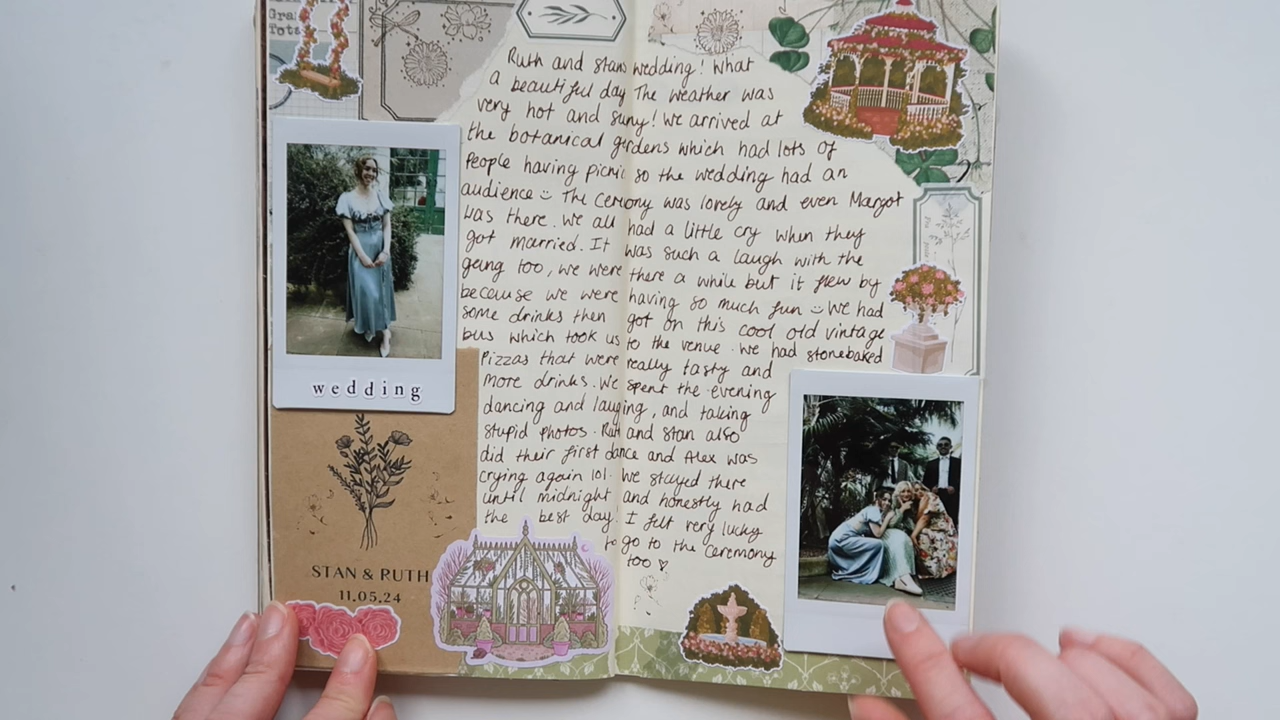 Gra
Tota
Ruth and Stans wedding! What
a beautiful day The weather was
very hot and suny! We arrived at
the botanical gardens which had lots of
People having picnic so the wedding had an
audience :) The Cerimony was lovely and even Margot
was there. We all had a little cry when they
got married. It was such a laugh with the
geing too, we were there a while but it flew by
because we were having so much fun :) We had
some drinks then got on this cool old vintage
bus which took us to the venue. We had stonebaked
pizzas that were really tasty and
more drinks. We spent the evening
dancing and lauging, and taking
stupid photos. Ruth and Stan also
did their first dance and Alex was
crying again lol. We stayed there
until midnight and honestly had
the best day! I felt very lucky
to go to the Ceremony
too ♡
wedding
STAN & RUTH
11.05.24